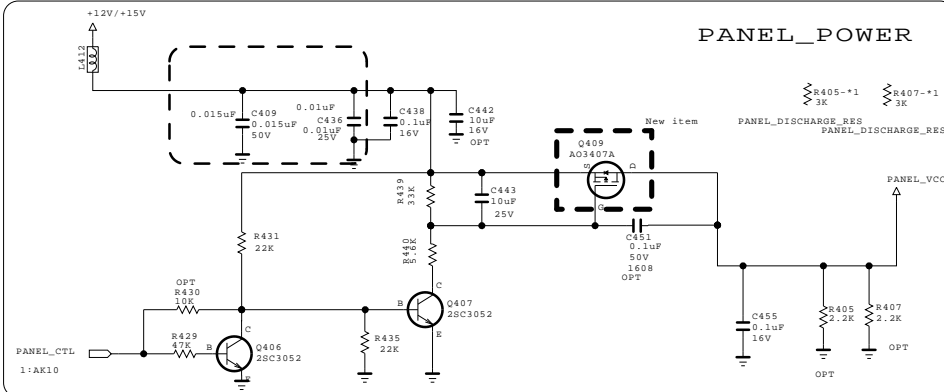 +12V/+15V
PANEL_POWER
L412
0.015uF
C409
0.015uF
50V
0.01uF
C436
0.01uF
25V
C438
0.1uF
16V
C442
10uF
16V
OPT
R405-*1
3K
PANEL_DISCHARGE_RES
R407-*1
3K
PANEL_DISCHARGE_RES
New item
Q409
AO3407A
S
D
G
PANEL_VCC
R439
33K
C443
10uF
25V
R431
22K
R440
5.6K
C451
0.1uF
50V
1608
OPT
OPT
R430
10K
C
B
Q407
2SC3052
E
R429
47K
B
C
Q406
2SC3052
E
R435
22K
PANEL_CTL
1:AK10
C455
0.1uF
16V
R405
2.2K
OPT
R407
2.2K
OPT